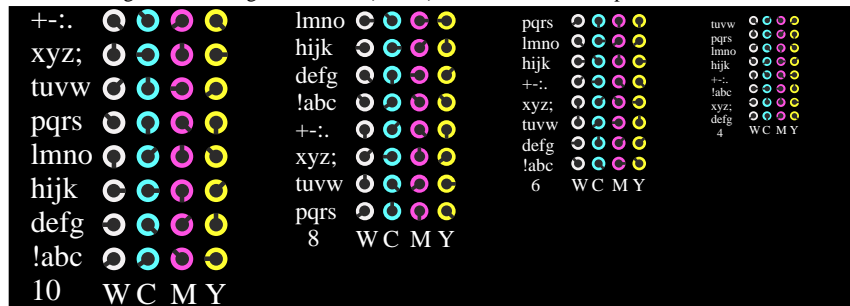 +-:.
xyz;
tuvw
pqrs
lmno
hijk
defg
!abc
10 W C M Y
lmno
hijk
defg
!abc
+-:.
xyz;
tuvw
pqrs
8 W C M Y
pqrs
lmno
hijk
+-:.
xyz;
tuvw
defg
!abc
6 W C M Y
tuvw
pqrs
lmno
hijk
+-:.
!abc
xyz;
defg
4 W C M Y